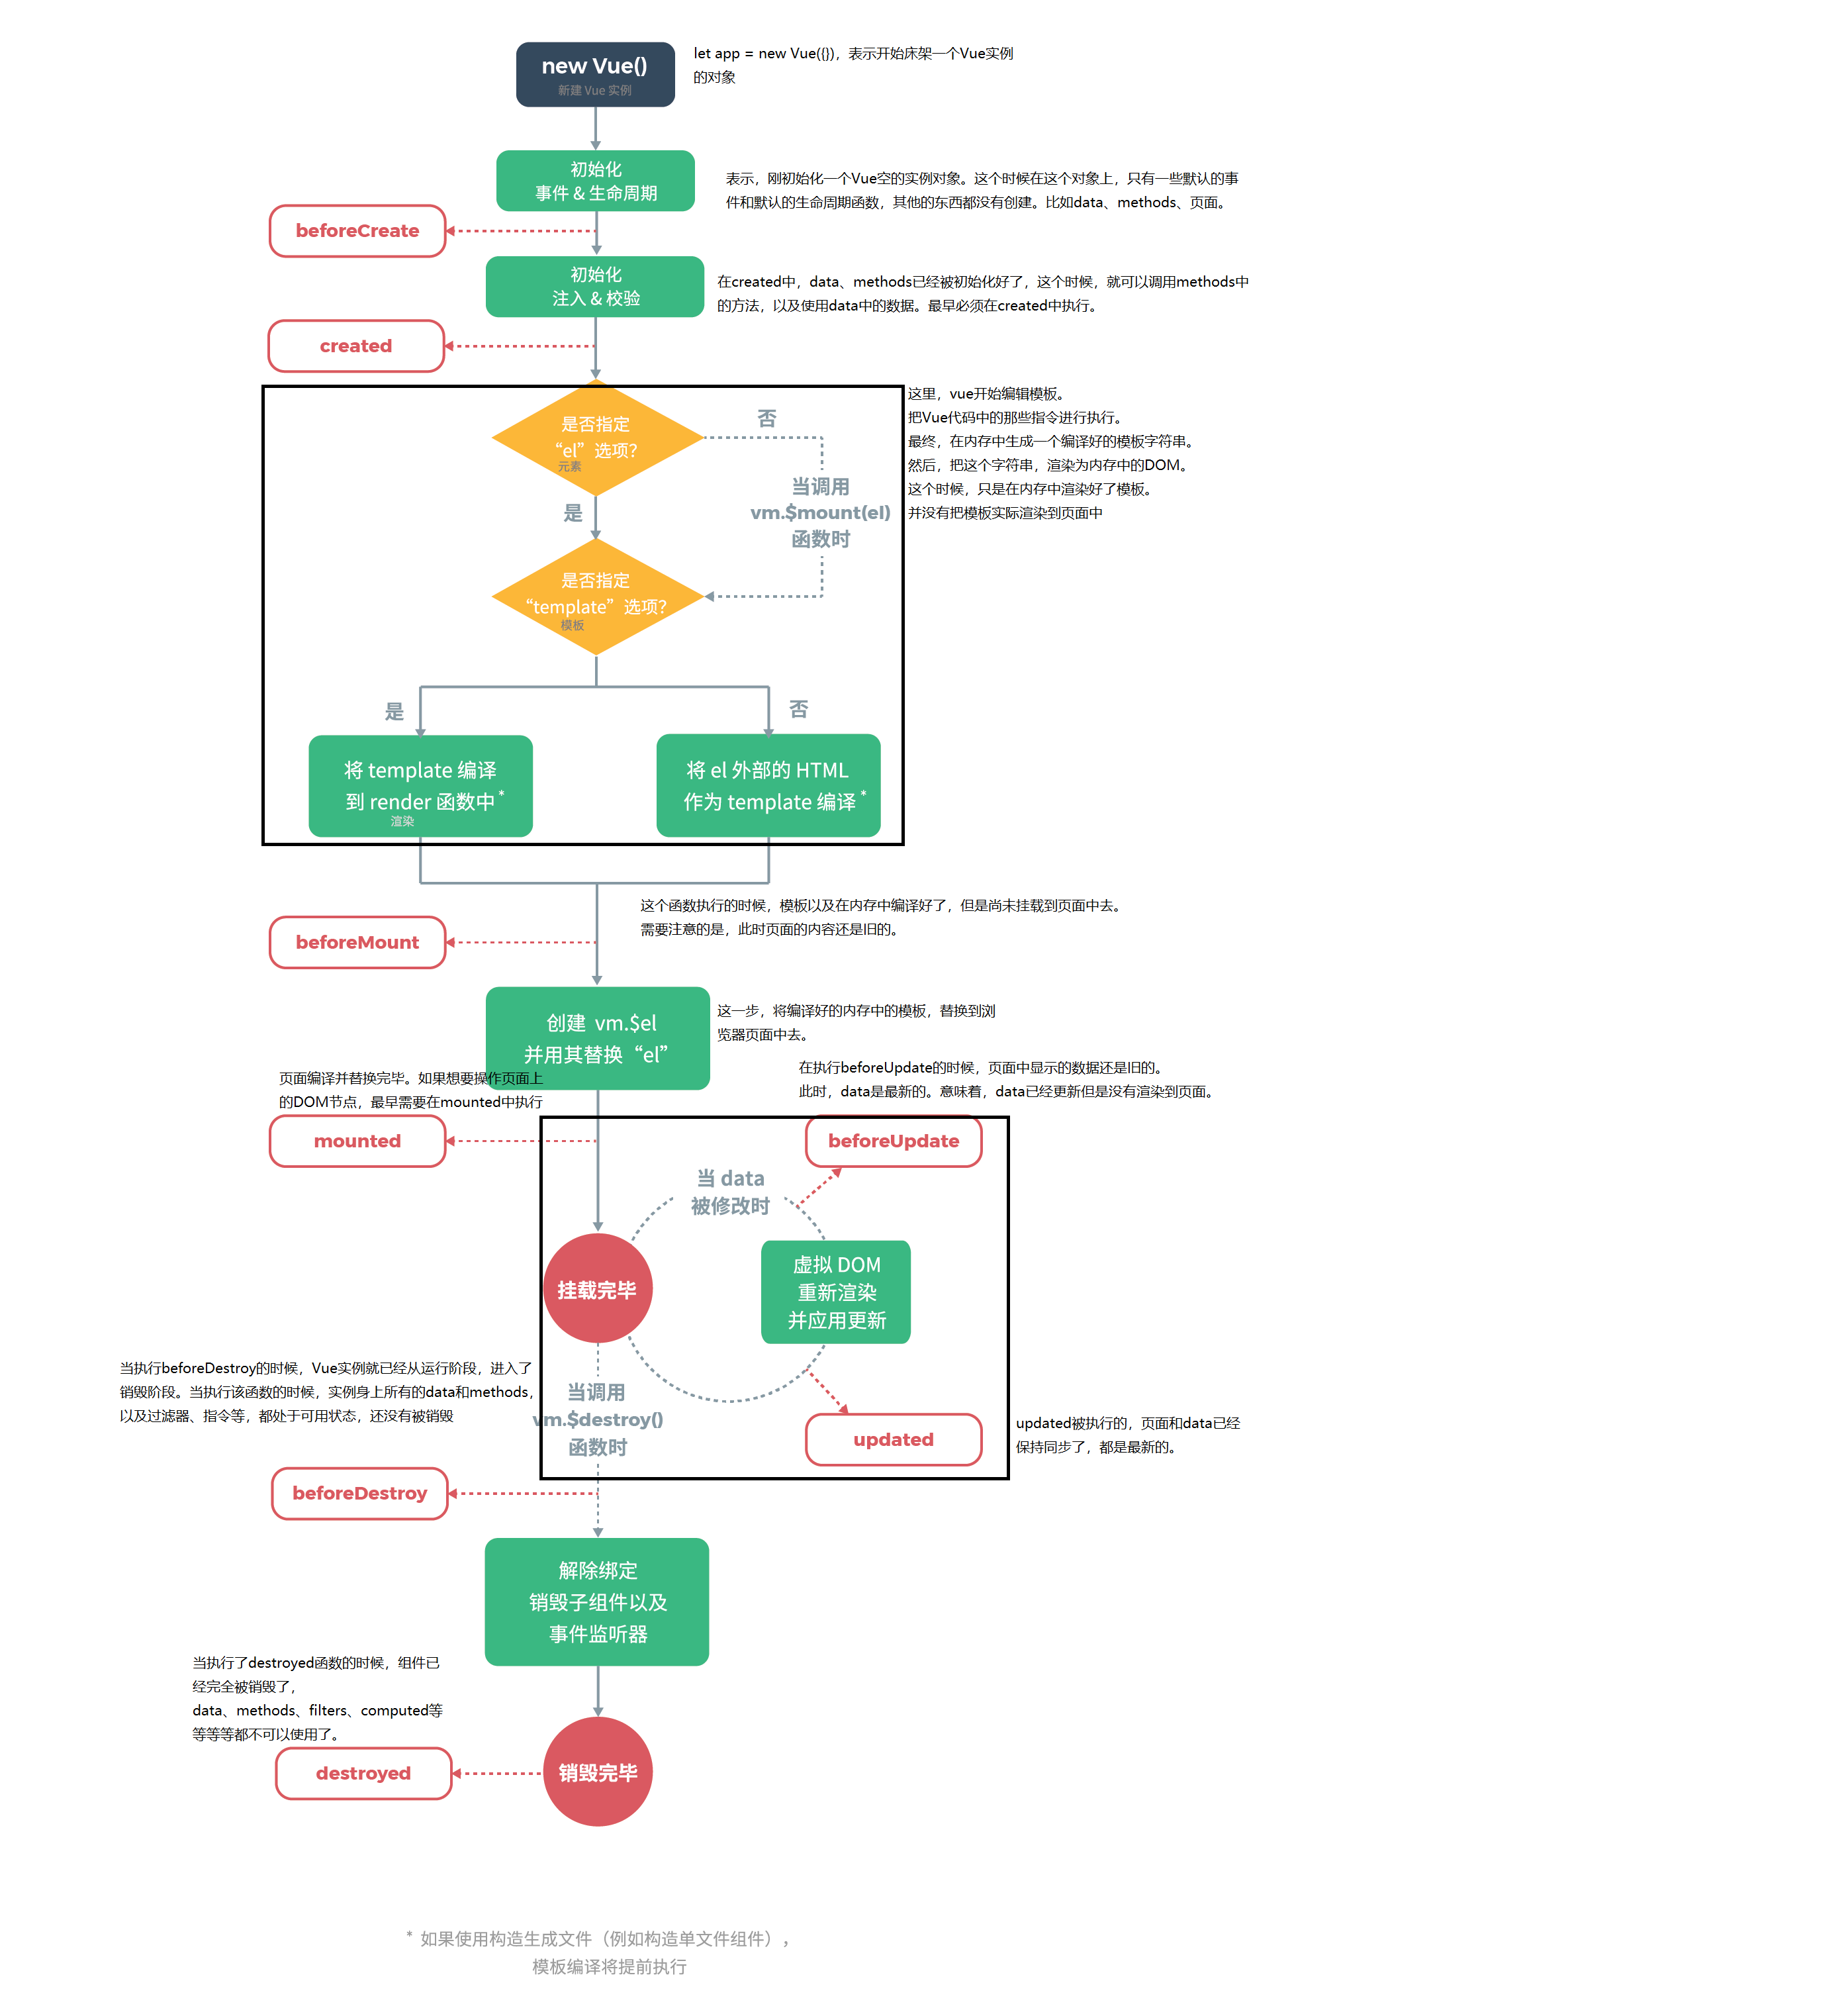 new Vue()
新建 Vue 实例
let app = new Vue({})，表示开始床架一个Vue实例
的对象
初始化
事件 & 生命周期
表示，刚初始化一个Vue空的实例对象。这个时候在这个对象上，只有一些默认的事
件和默认的生命周期函数，其他的东西都没有创建。比如data、methods、页面。
beforeCreate
初始化
注入 & 校验
在created中，data、methods已经被初始化好了，这个时候，就可以调用methods中
的方法，以及使用data中的数据。最早必须在created中执行。
created
这里，vue开始编辑模板。
把Vue代码中的那些指令进行执行。
最终，在内存中生成一个编译好的模板字符串。
然后，把这个字符串，渲染为内存中的DOM。
这个时候，只是在内存中渲染好了模板。
并没有把模板实际渲染到页面中
是否指定
“el”选项？
元素
否
当调用
vm.$mount(el)
函数时
是
是否指定
“template”选项？
模板
是
否
将 template 编译
到 render 函数中*
渲染
将 el 外部的 HTML
作为 template 编译*
这个函数执行的时候，模板以及在内存中编译好了，但是尚未挂载到页面中去。
需要注意的是，此时页面的内容还是旧的。
beforeMount
创建 vm.$el
并用其替换“el”
这一步，将编译好的内存中的模板，替换到浏
览器页面中去。
页面编译并替换完毕。如果想要操作页面上
的DOM节点，最早需要在mounted中执行
mounted
在执行beforeUpdate的时候，页面中显示的数据还是旧的。
此时，data是最新的。意味着，data已经更新但是没有渲染到页面。
beforeUpdate
当 data
被修改时
挂载完毕
虚拟 DOM
重新渲染
并应用更新
updated
updated被执行的，页面和data已经
保持同步了，都是最新的。
当执行beforeDestroy的时候，Vue实例就已经从运行阶段，进入了
销毁阶段。当执行该函数的时候，实例身上所有的data和methods，
以及过滤器、指令等，都处于可用状态，还没有被销毁
当调用
vm.$destroy()
函数时
beforeDestroy
解除绑定
销毁子组件以及
事件监听器
当执行了destroyed函数的时候，组件已
经完全被销毁了，
data、methods、filters、computed等
等等等都不可以使用了。
destroyed
销毁完毕
* 如果使用构造生成文件（例如构造单文件组件），
模板编译将提前执行